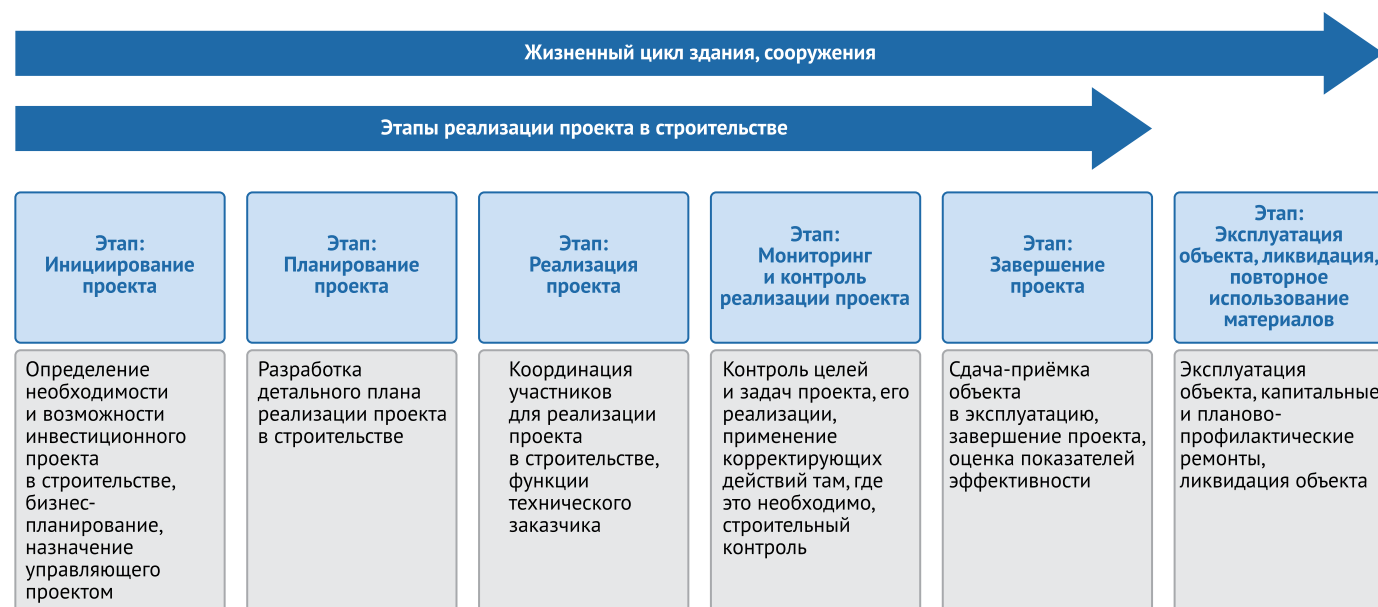 Жизненный цикл здания, сооружения
Этапы реализации проекта в строительстве
Этап:
Инициирование
проекта
Этап:
Планирование
проекта
Этап:
Реализация
проекта
Этап:
Мониторинг
и контроль
реализации проекта
Этап:
Завершение
проекта
Этап:
Эксплуатация
объекта, ликвидация,
повторное
использование
материалов
Определение
необходимости
и возможности
инвестиционного
проекта
в строительстве,
бизнес-
планирование,
назначение
управляющего
проектом
Разработка
детального плана
реализации проекта
в строительстве
Координация
участников
для реализации
проекта
в строительстве,
функции
технического
заказчика
Контроль целей
и задач проекта, его
реализации,
применение
корректирующих
действий там, где
это необходимо,
строительный
контроль
Сдача-приёмка
объекта
в эксплуатацию,
завершение проекта,
оценка показателей
эффективности
Эксплуатация
объекта, капитальные
и планово-
профилактические
ремонты,
ликвидация объекта